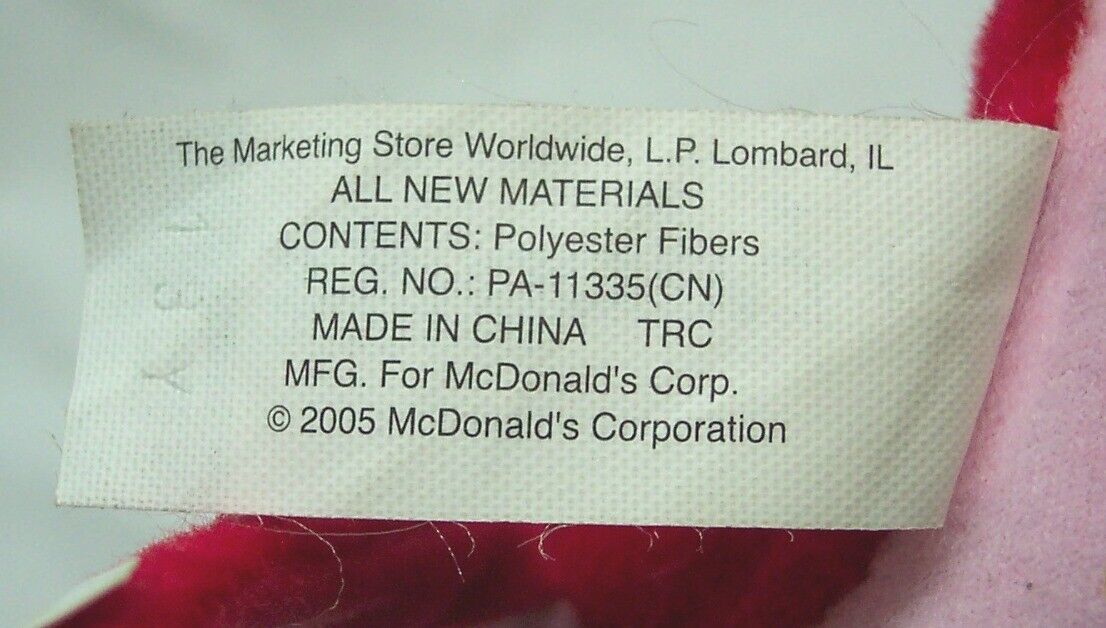 The Marketing Store Worldwide, L.P. Lombard, IL
ALL NEW MATERIALS
CONTENTS: Polyester Fibers
REG. NO.: PA-11335(CN)
MADE IN CHINA TRC
MFG. For McDonald's Corp.
© 2005 McDonald's Corporation